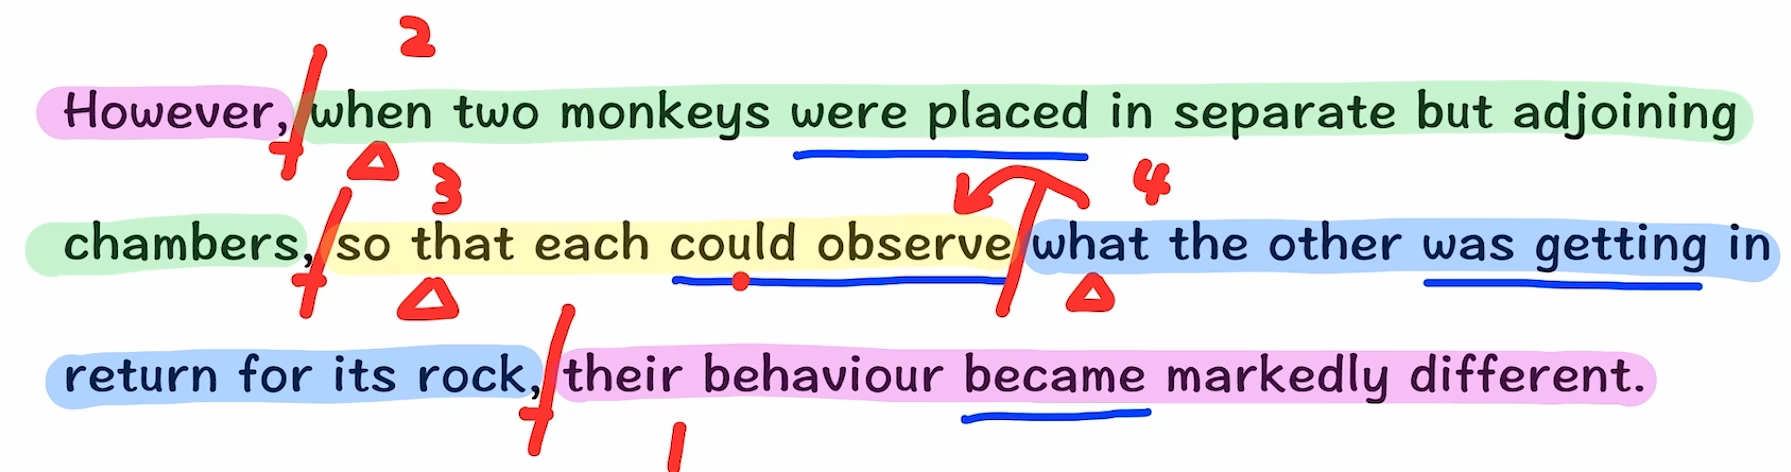 2
However, when two monkeys were placed in separate but adjoining
3 4
chambers, so that each could observe what the other was getting in
return for its rock, their behaviour became markedly different.
1